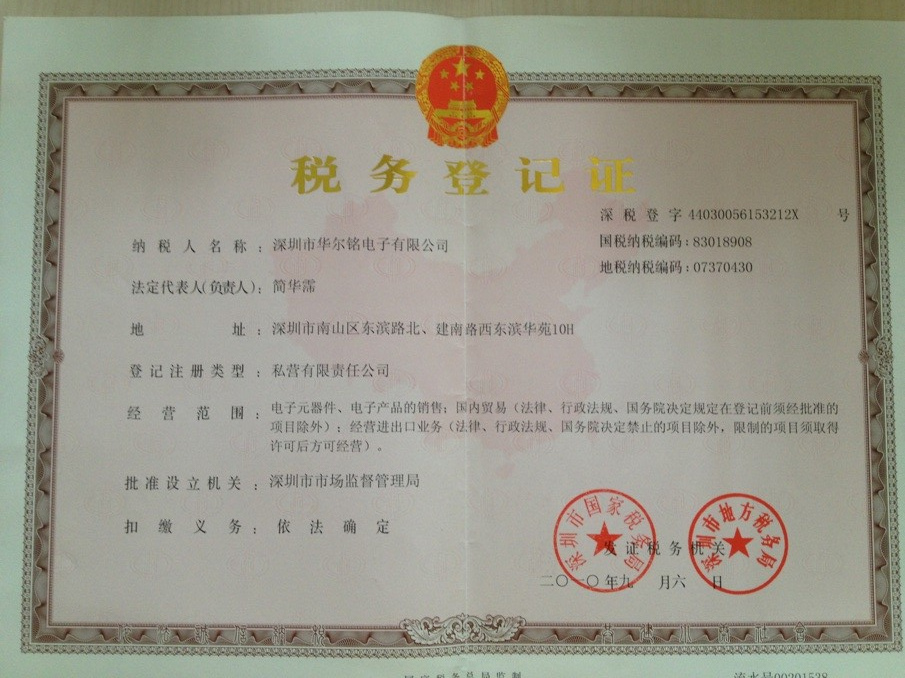 税务登记证
深税登字 44030056153212X 号
国税纳税编码：83018908
地税纳税编码：07370430
纳税人名称：深圳市华尔铭电子有限公司
法定代表人(负责人)：简华霈
地址：深圳市南山区东滨路北、建南路西东滨华苑10H
登记注册类型：私营有限责任公司
经营范围：电子元器件、电子产品的销售；国内贸易（法律、行政法规、国务院决定规定在登记前须经批准的
项目除外）；经营进出口业务（法律、行政法规、国务院决定禁止的项目除外，限制的项目须取得
许可后方可经营）。
批准设立机关：深圳市市场监督管理局
扣缴义务：依法确定
深圳市国家税务局
深圳市地方税务局
发证税务机关
二〇一〇年九月六日
国家税务总局监制